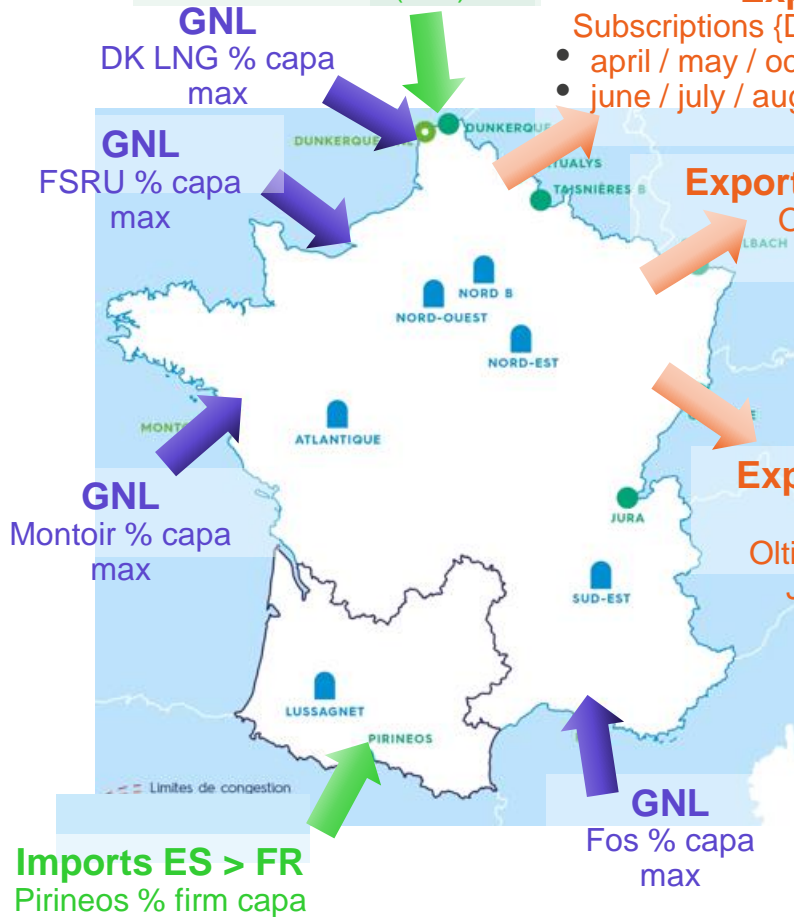 GNL
DK LNG % capa
max
Subscriptions {D
• april / may / oc
• june / july / aug
DUNKERQUE
TAISNIÈRES B
GNL
FSRU % capa
max
Export
LBACH
NORD B
NORD-OUEST
NORD-EST
ATLANTIQUE
MONTO
GNL
Montoir % capa
max
Exp
Olti
J
JURA
SUD-EST
LUSSAGNET
PIRINEOS
Limites de congestion
GNL
Fos % capa
max
Imports ES > FR
Pirineos % firm capa